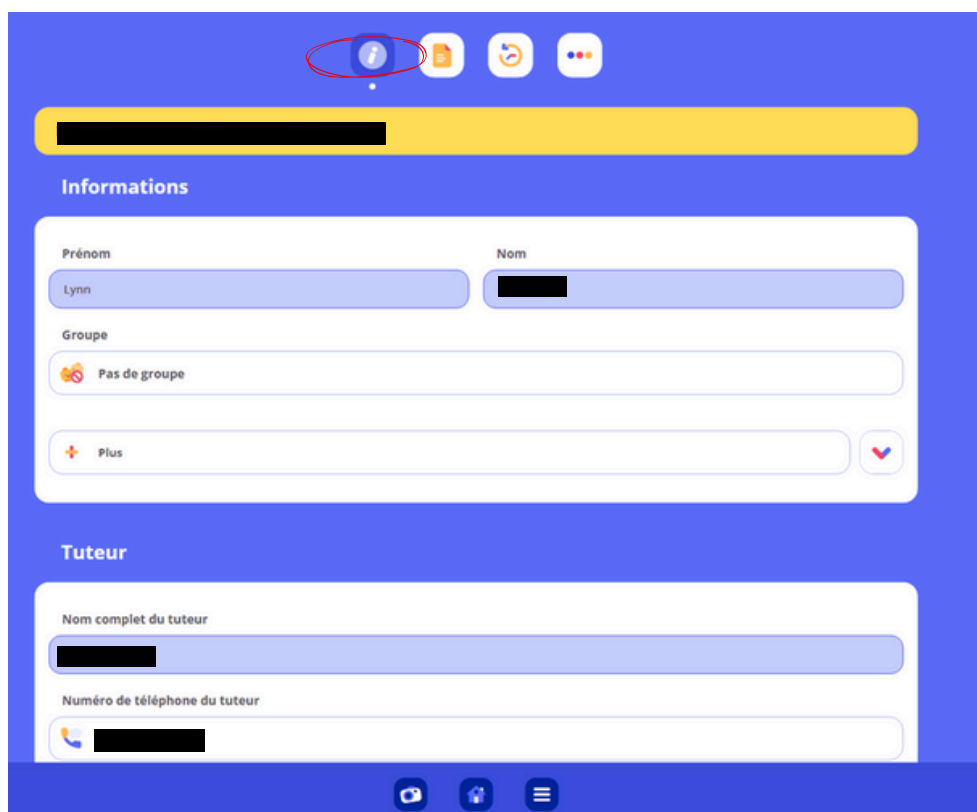 Informations
Prénom
Nom
Lynn
Groupe
Pas de groupe
Plus
Tuteur
Nom complet du tuteur
Numéro de téléphone du tuteur